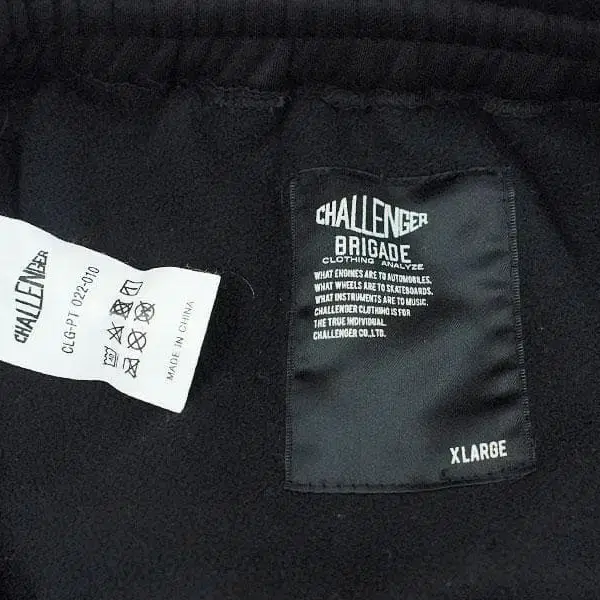 CHALLENGER
CLG-PT 022-010
MADE IN CHINA
CHALLENGER
BRIGADE
CLOTHING ANALYZE
WHAT ENGINES ARE TO AUTOMOBILES.
WHAT WHEELS ARE TO SKATEBOARDS.
WHAT INSTRUMENTS ARE TO MUSIC.
CHALLENDER CLOTHING IS FOR
THE TRUE INDIVIDUAL.
CHALLENGER CO.,LTD.
XLARGE